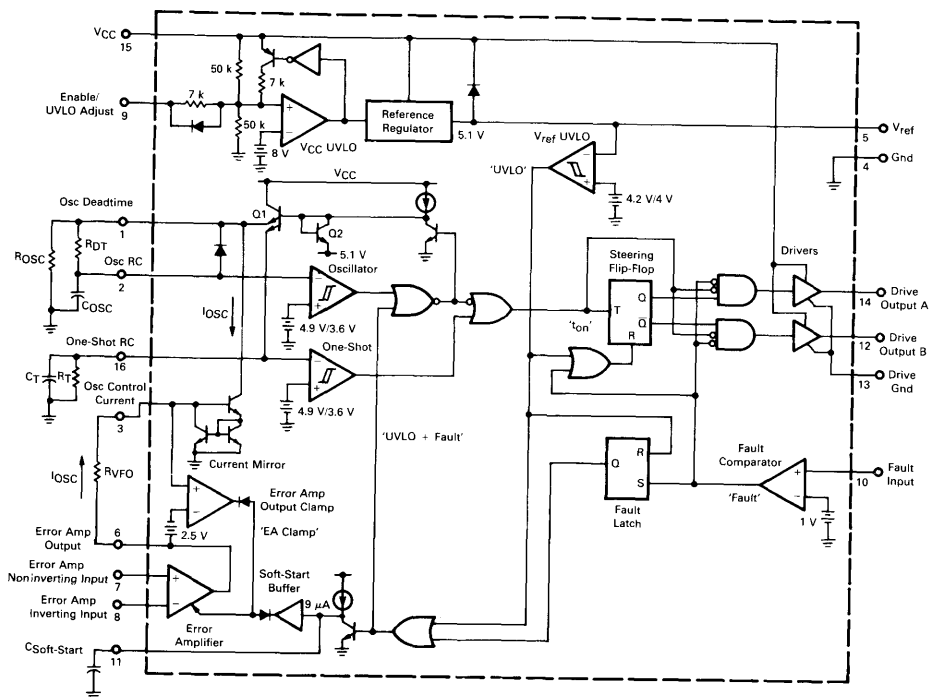 VCC
15
50 k
7 k
7 k
Enable/
UVLO Adjust
9
50 k
8 V
VCC UVLO
Reference
Regulator
5.1 V
Vref UVLO
Vref
5
Gnd
4
'UVLO'
4.2 V/4 V
VCC
Osc Deadtime
1
Q1
Q2
5.1 V
ROSC
RDT
Osc RC
2
COSC
IOSC
Oscillator
4.9 V/3.6 V
Steering
Flip-Flop
T
Q
Q̅
R
'ton'
Drivers
14
Drive
Output A
12
Drive
Output B
13
Drive
Gnd
One-Shot RC
16
CT
RT
One-Shot
4.9 V/3.6 V
Osc Control
Current
3
Current Mirror
'UVLO + Fault'
IOSC
RVFO
Error Amp
Output Clamp
2.5 V
'EA Clamp'
Q
R
S
Fault
Latch
Fault
Comparator
'Fault'
1 V
Fault
Input
10
Error Amp
Output
6
Error Amp
Noninverting Input
7
Error Amp
Inverting Input
8
Error
Amplifier
Soft-Start
Buffer
9 μA
CSoft-Start
11